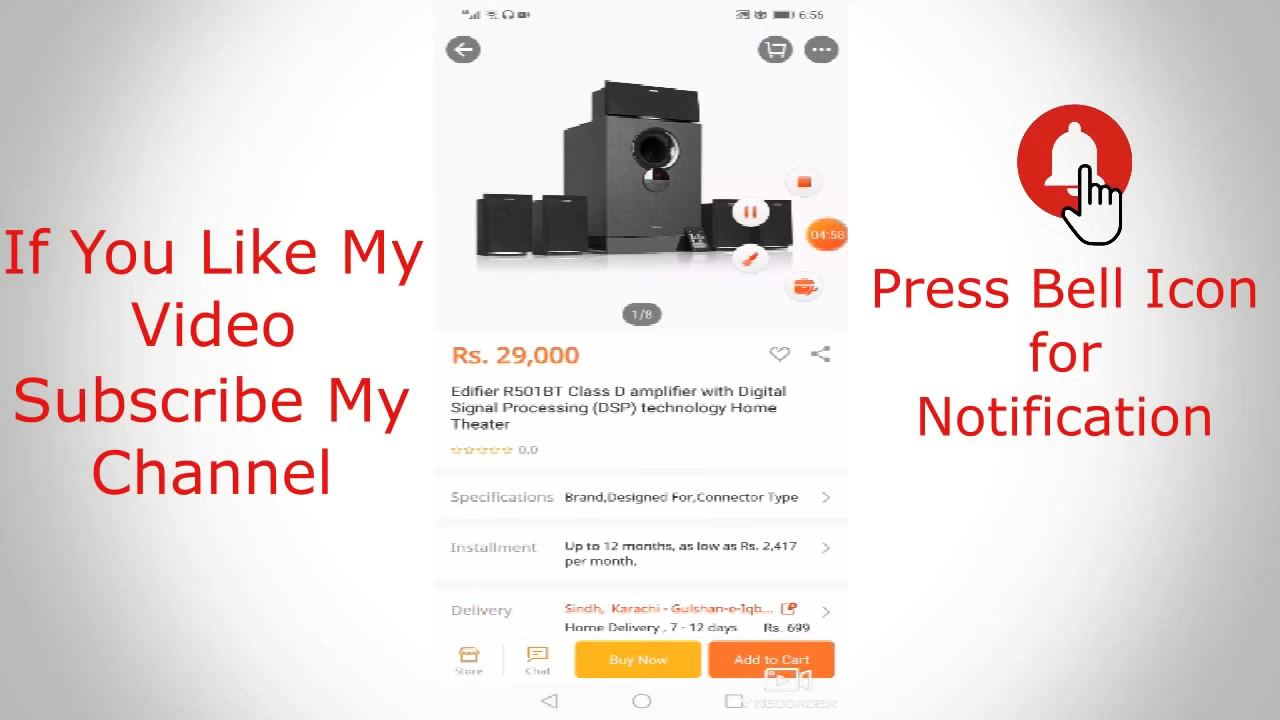 If You Like My
Video
Subscribe My
Channel
6:56
04:58
1/8
Rs. 29,000
Edifier R501BT Class D amplifier with Digital
Signal Processing (DSP) technology Home
Theater
0.0
Specifications Brand,Designed For,Connector Type
Installment Up to 12 months, as low as Rs. 2,417
per month.
Delivery Sindh, Karachi - Gulshan-e-Iqb...
Home Delivery , 7 - 12 days Rs. 699
Store Chat Buy Now Add to Cart
RECORDER
Press Bell Icon
for
Notification